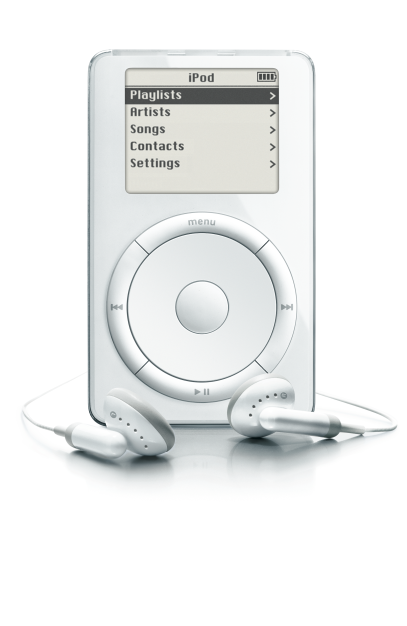 iPod
Playlists >
Artists >
Songs >
Contacts >
Settings >
menu